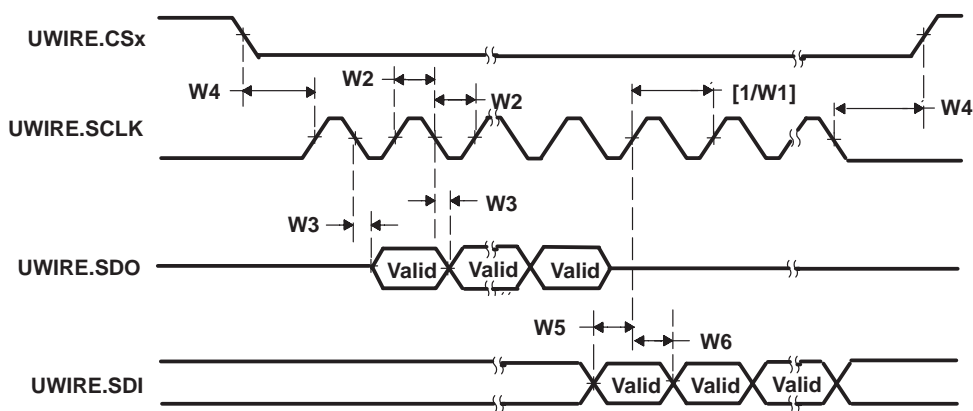 UWIRE.CSx
W4
W2
W2
[1/W1]
W4
UWIRE.SCLK
W3
W3
UWIRE.SDO
Valid
Valid
Valid
W5
W6
UWIRE.SDI
Valid
Valid
Valid